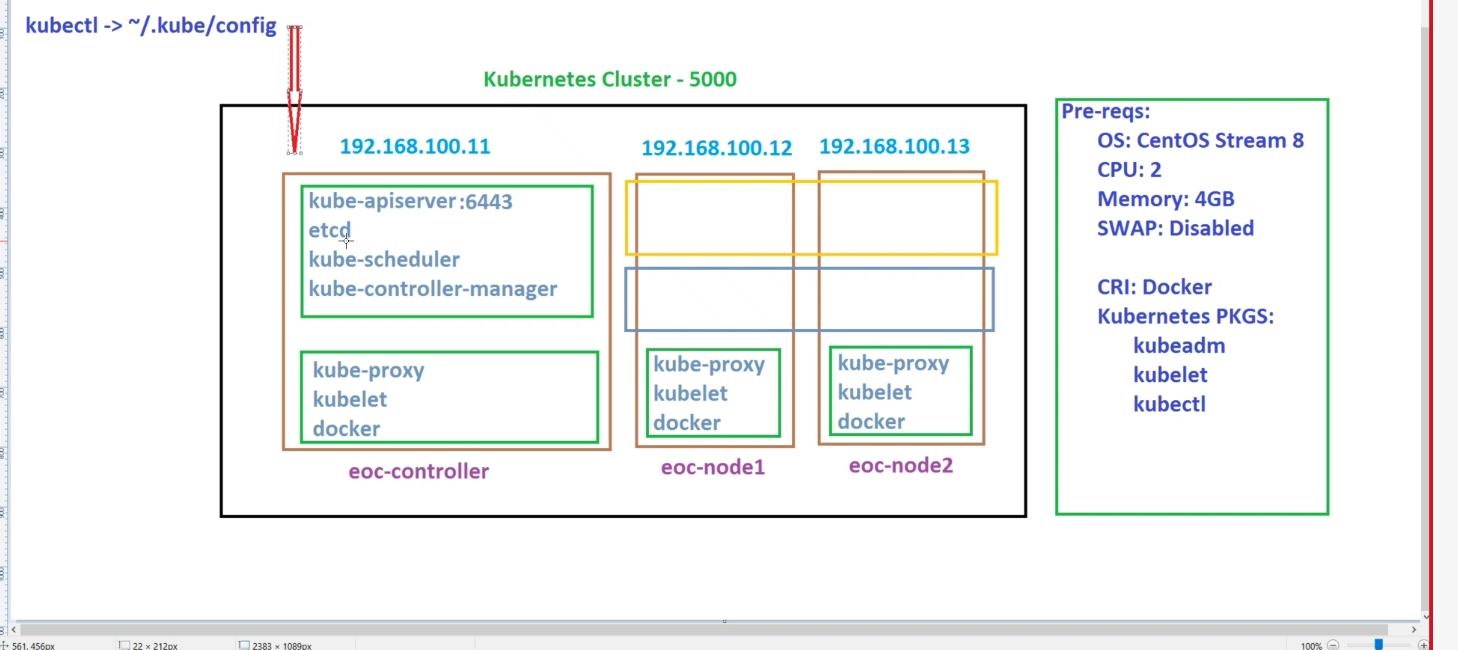 kubectl -> ~/.kube/config
Kubernetes Cluster - 5000
192.168.100.11
192.168.100.12
192.168.100.13
kube-apiserver :6443
etcd
kube-scheduler
kube-controller-manager
kube-proxy
kubelet
docker
eoc-controller
kube-proxy
kubelet
docker
eoc-node1
kube-proxy
kubelet
docker
eoc-node2
Pre-reqs:
OS: CentOS Stream 8
CPU: 2
Memory: 4GB
SWAP: Disabled
CRI: Docker
Kubernetes PKGS:
kubeadm
kubelet
kubectl
561, 456px
22 × 212px
2383 × 1089px
100%